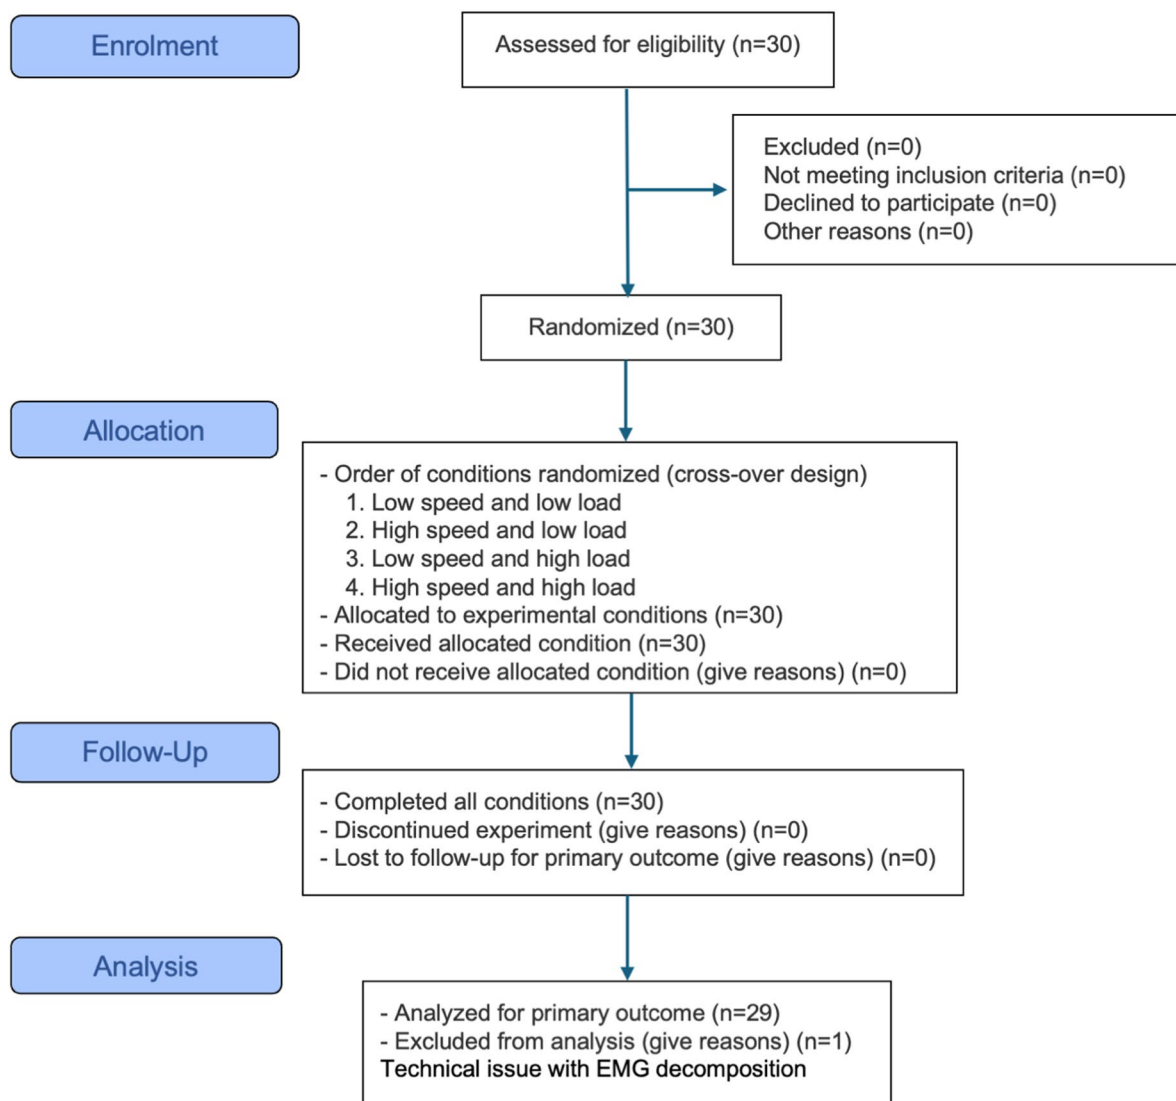 Enrolment
Assessed for eligibility (n=30)
Excluded (n=0)
Not meeting inclusion criteria (n=0)
Declined to participate (n=0)
Other reasons (n=0)
Randomized (n=30)
Allocation
- Order of conditions randomized (cross-over design)
1. Low speed and low load
2. High speed and low load
3. Low speed and high load
4. High speed and high load
- Allocated to experimental conditions (n=30)
- Received allocated condition (n=30)
- Did not receive allocated condition (give reasons) (n=0)
Follow-Up
- Completed all conditions (n=30)
- Discontinued experiment (give reasons) (n=0)
- Lost to follow-up for primary outcome (give reasons) (n=0)
Analysis
- Analyzed for primary outcome (n=29)
- Excluded from analysis (give reasons) (n=1)
Technical issue with EMG decomposition